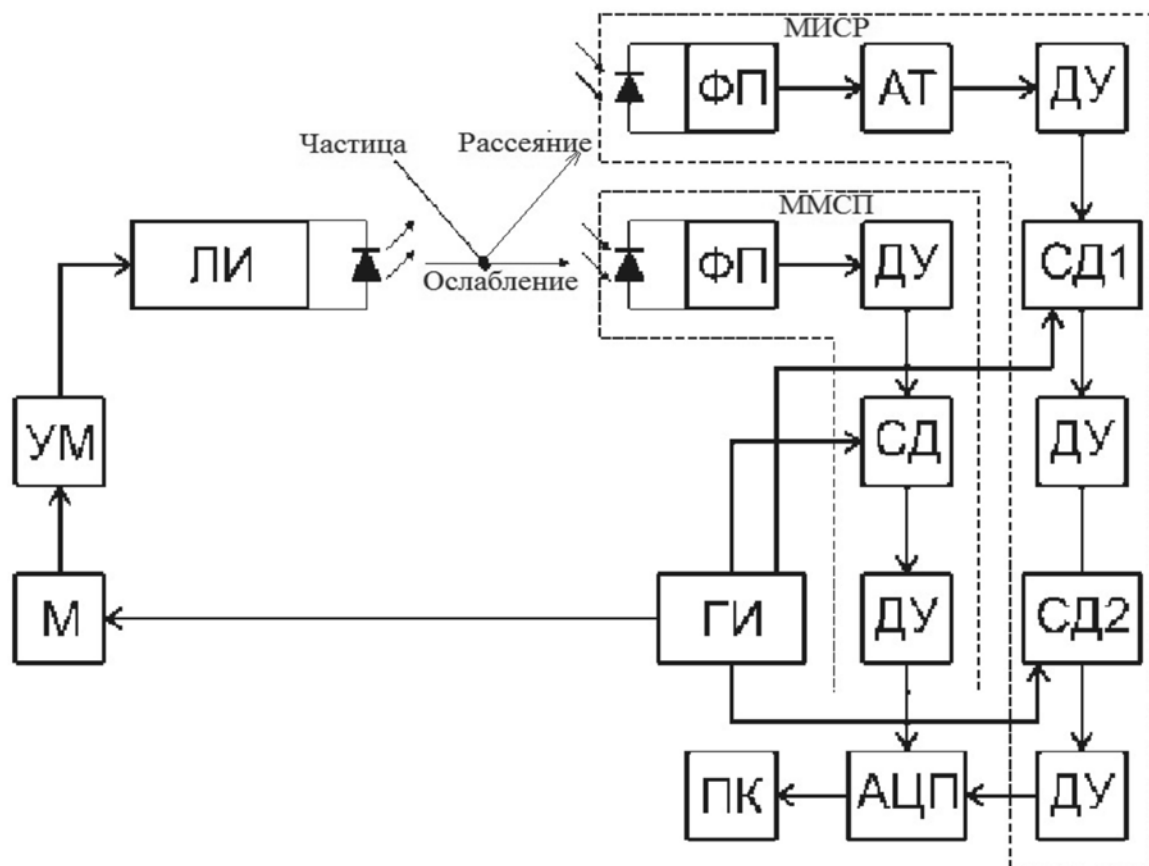 МИСР
ФП
АТ
ДУ
Частица
Рассеяние
ММСП
ЛИ
ФП
ДУ
СД1
Ослабление
УМ
СД
ДУ
М
ГИ
ДУ
СД2
ПК
АЦП
ДУ